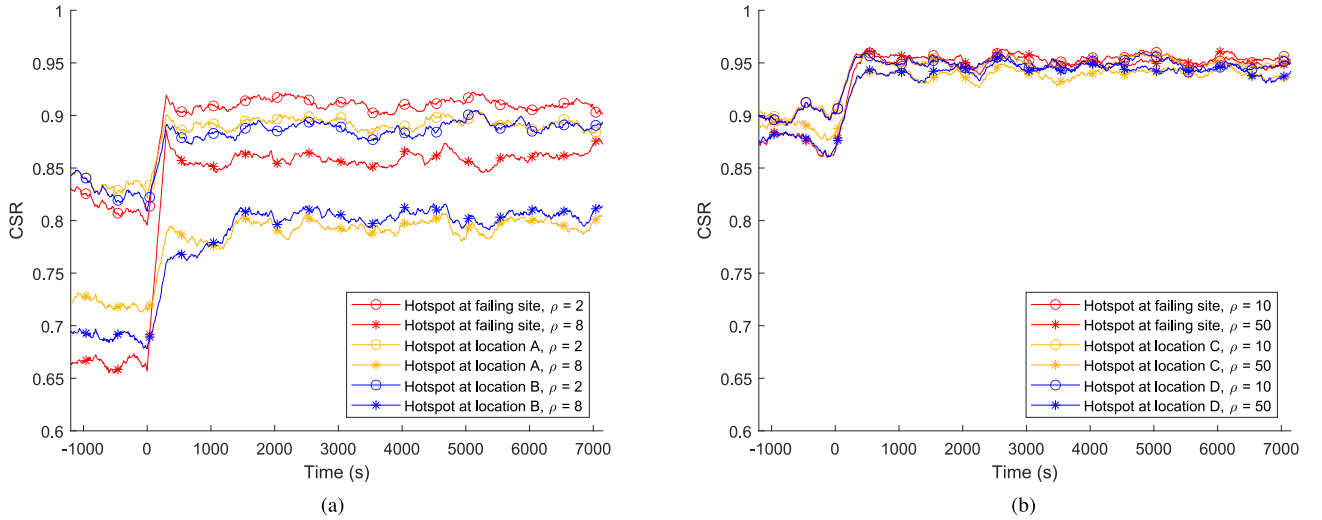 1
0.95
0.9
0.85
0.8
0.75
0.7
0.65
0.6
CSR
-1000 0 1000 2000 3000 4000 5000 6000 7000
Time (s)
Hotspot at failing site, ρ = 2
Hotspot at failing site, ρ = 8
Hotspot at location A, ρ = 2
Hotspot at location A, ρ = 8
Hotspot at location B, ρ = 2
Hotspot at location B, ρ = 8
(a)
1
0.95
0.9
0.85
0.8
0.75
0.7
0.65
0.6
CSR
-1000 0 1000 2000 3000 4000 5000 6000 7000
Time (s)
Hotspot at failing site, ρ = 10
Hotspot at failing site, ρ = 50
Hotspot at location C, ρ = 10
Hotspot at location C, ρ = 50
Hotspot at location D, ρ = 10
Hotspot at location D, ρ = 50
(b)